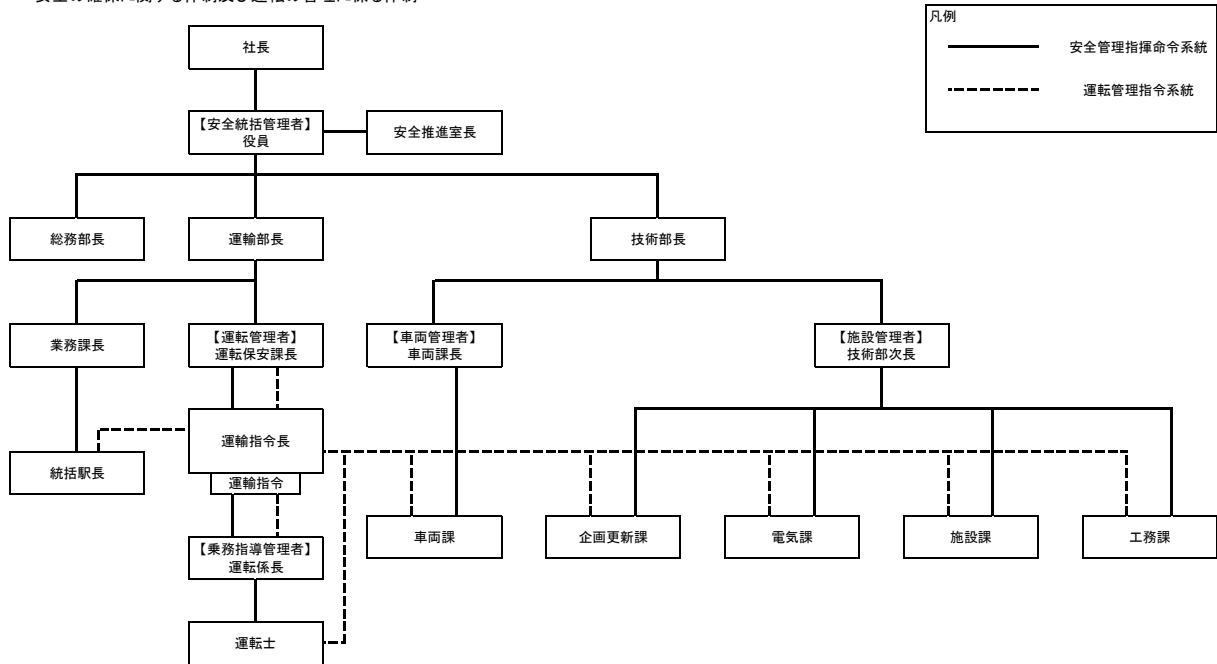 安全の確保に関する体制及び運転の管理に係る体制
凡例
安全管理指揮命令系統
運転管理指令系統
社長
【安全統括管理者】
役員
安全推進室長
総務部長
運輸部長
技術部長
業務課長
【運転管理者】
運転保安課長
【車両管理者】
車両課長
【施設管理者】
技術部次長
運輸指令長
統括駅長
運輸指令
車両課
企画更新課
電気課
施設課
工務課
【乗務指導管理者】
運転係長
運転士